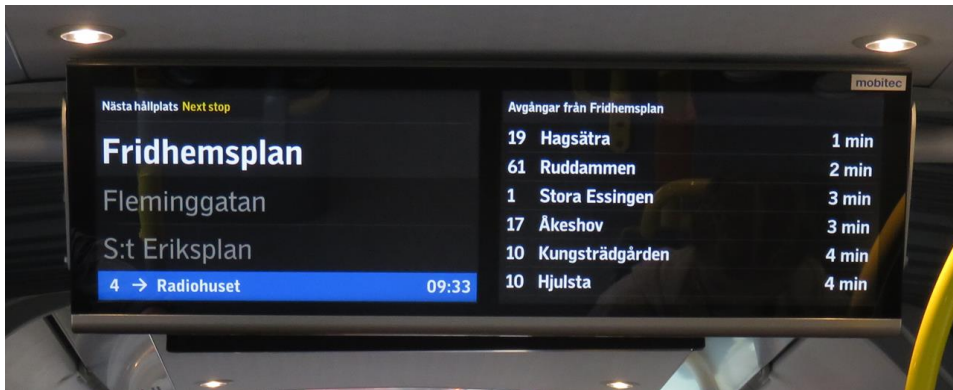 mobitec
Nästa hållplats Next stop
Fridhemsplan
Fleminggatan
S:t Eriksplan
4 → Radiohuset 09:33
Avgångar från Fridhemsplan
19 Hagsätra 1 min
61 Ruddammen 2 min
1 Stora Essingen 3 min
17 Åkeshov 3 min
10 Kungsträdgården 4 min
10 Hjulsta 4 min